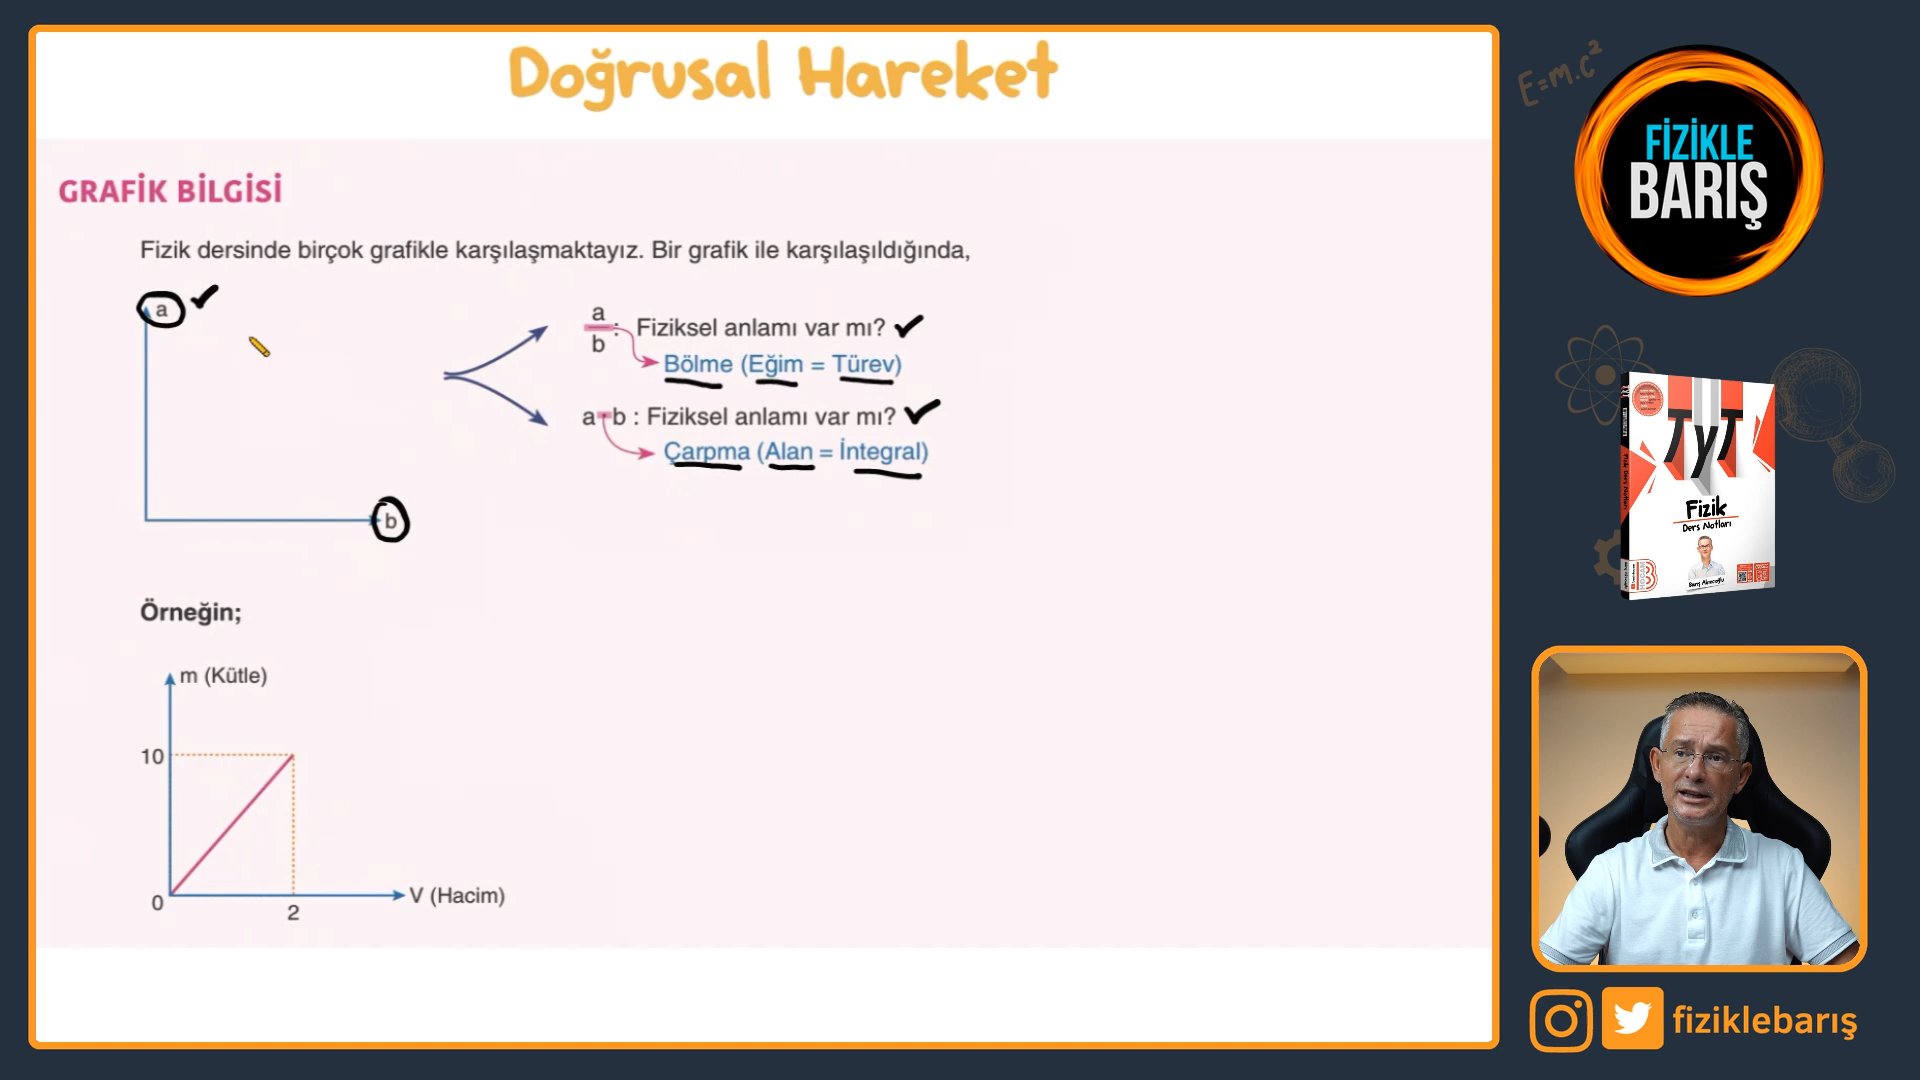 Doğrusal Hareket
E=m.c²
FİZİKLE
BARIŞ
GRAFİK BİLGİSİ
Fizik dersinde birçok grafikle karşılaşmaktayız. Bir grafik ile karşılaşıldığında,
a
a
b
: Fiziksel anlamı var mı?
Bölme (Eğim = Türev)
a b : Fiziksel anlamı var mı?
Çarpma (Alan = İntegral)
b
TYT
Fizik
Ders Notları
Örneğin;
m (Kütle)
10
0
2
V (Hacim)
fiziklebarış